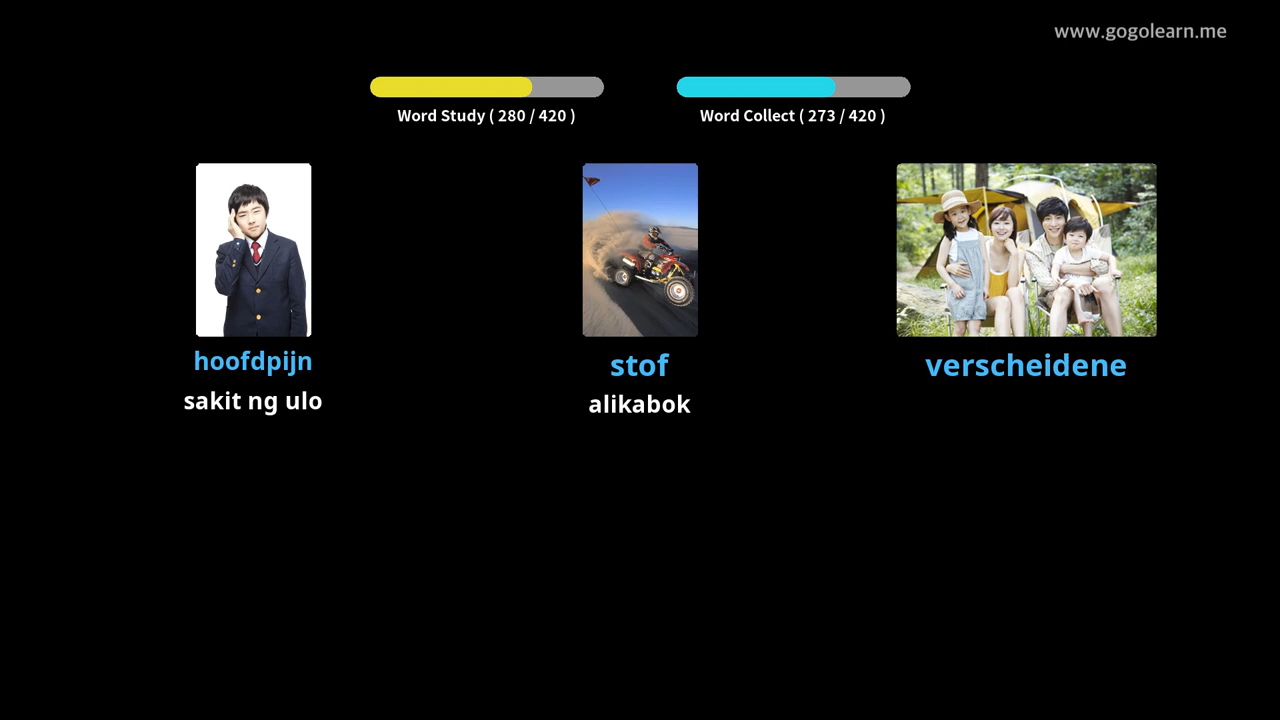 www.gogolearn.me
Word Study ( 280 / 420 )
Word Collect ( 273 / 420 )
hoofdpijn
sakit ng ulo
stof
alikabok
verscheidene